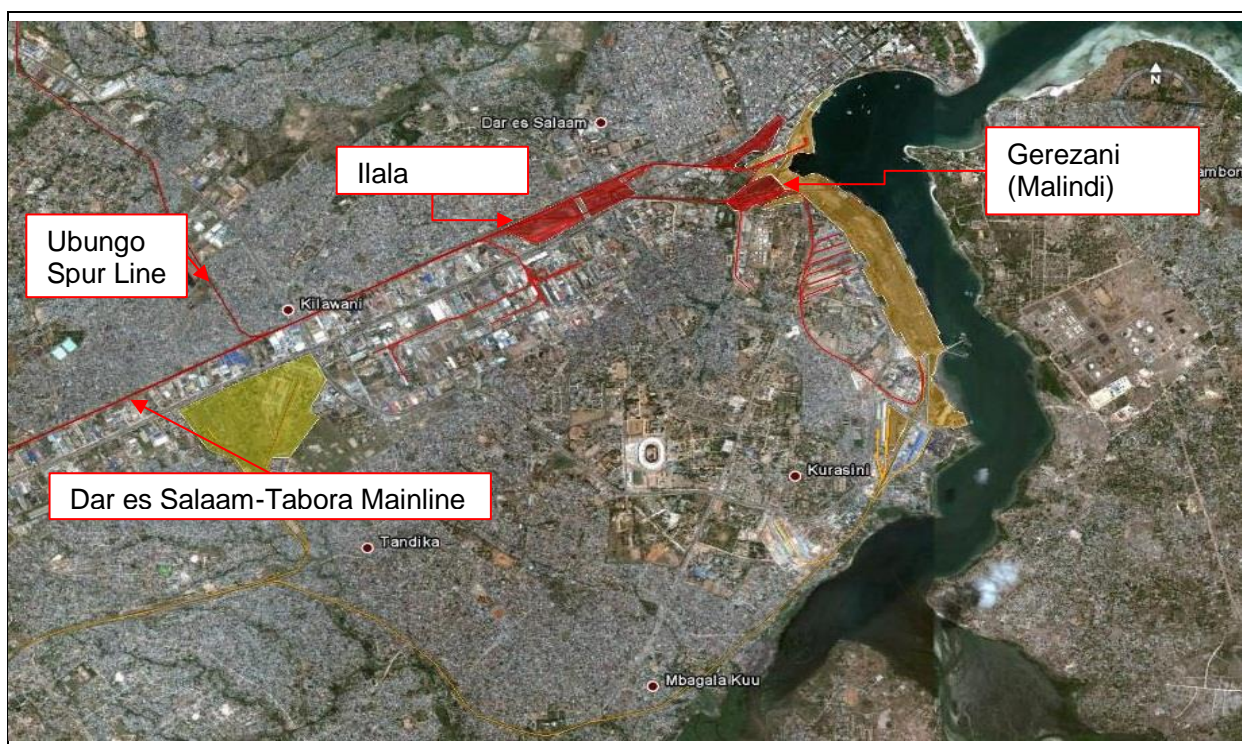 N
Dar es Salaam
Ilala
Gerezani
(Malindi)
Ubungo
Spur Line
Kilawani
Dar es Salaam-Tabora Mainline
Kurasini
Tandika
Mbagala Kuu